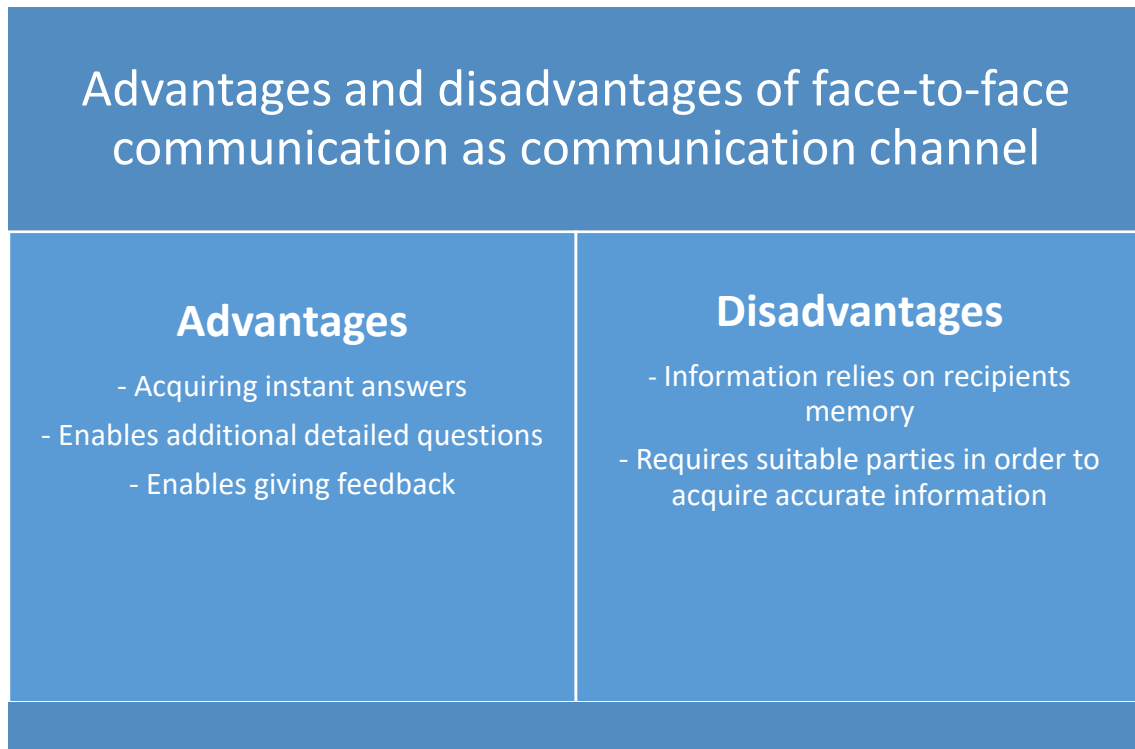 Advantages and disadvantages of face-to-face
communication as communication channel
Advantages
- Acquiring instant answers
- Enables additional detailed questions
- Enables giving feedback
Disadvantages
- Information relies on recipients
memory
- Requires suitable parties in order to
acquire accurate information